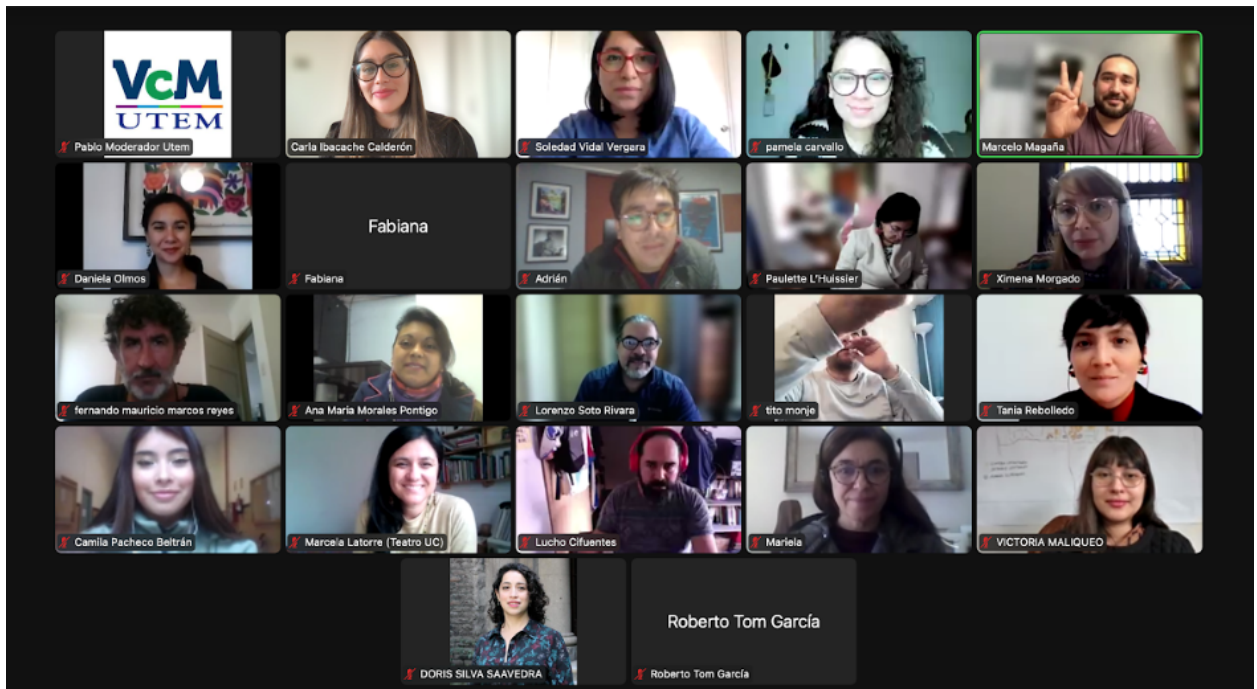 VcM
UTEM
Pablo Moderador Utem
Carla Ibacache Calderón
Soledad Vidal Vergara
pamela carvallo
Marcelo Magaña
Daniela Olmos
Fabiana
Fabiana
Adrián
Paulette L'Huissier
Ximena Morgado
fernando mauricio marcos reyes
Ana Maria Morales Pontigo
Lorenzo Soto Rivara
tito monje
Tania Rebolledo
Camila Pacheco Beltrán
Marcela Latorre (Teatro UC)
Lucho Cifuentes
Mariela
VICTORIA MALIQUEO
DORIS SILVA SAAVEDRA
Roberto Tom García
Roberto Tom García